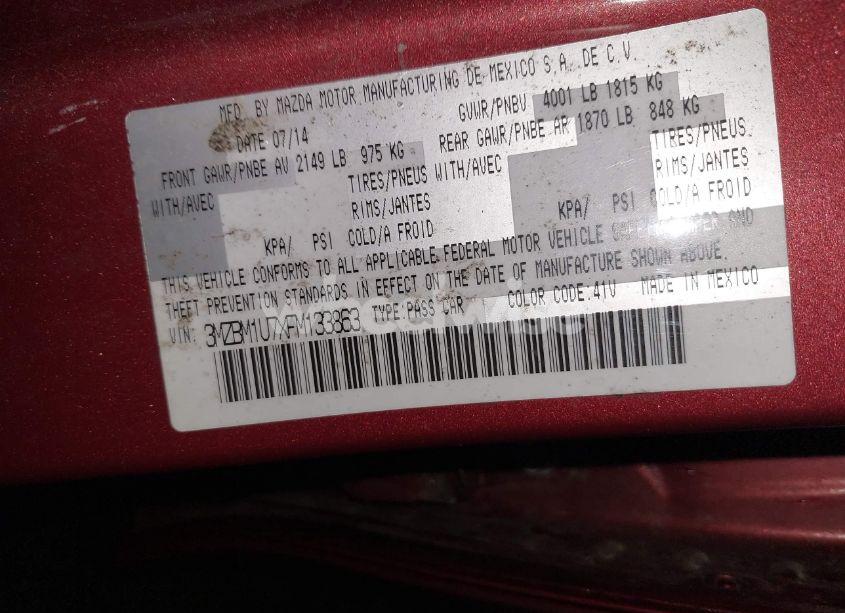 MFD. BY MAZDA MOTOR MANUFACTURING DE MEXICO S.A. DE C.V.
DATE 07/14 GVWR/PNBV 4001 LB 1815 KG
FRONT GAWR/PNBE AV 2149 LB 975 KG REAR GAWR/PNBE AR 1870 LB 848 KG
WITH/AVEC TIRES/PNEUS WITH/AVEC TIRES/PNEUS
RIMS/JANTES RIMS/JANTES
KPA/ PSI COLD/A FROID KPA/ PSI COLD/A FROID
THIS VEHICLE CONFORMS TO ALL APPLICABLE FEDERAL MOTOR VEHICLE SAFETY, BUMPER AND
THEFT PREVENTION STANDARDS IN EFFECT ON THE DATE OF MANUFACTURE SHOWN ABOVE.
VIN: 3MZBM1U7XFM133863 TYPE:PASS CAR COLOR CODE:41V MADE IN MEXICO